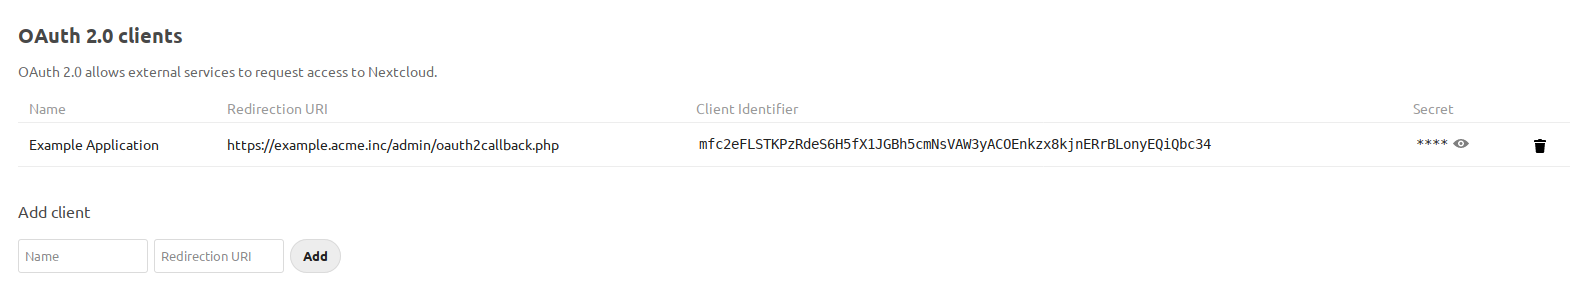 OAuth 2.0 clients
OAuth 2.0 allows external services to request access to Nextcloud.
Name Redirection URI Client Identifier Secret
Example Application https://example.acme.inc/admin/oauth2callback.php mfc2eFLSTKPzRdeS6H5fX1JGBh5cmNsVAW3yACOEnkzx8kjnERrBLonyEQiQbc34 ****
Add client
Name Redirection URI Add